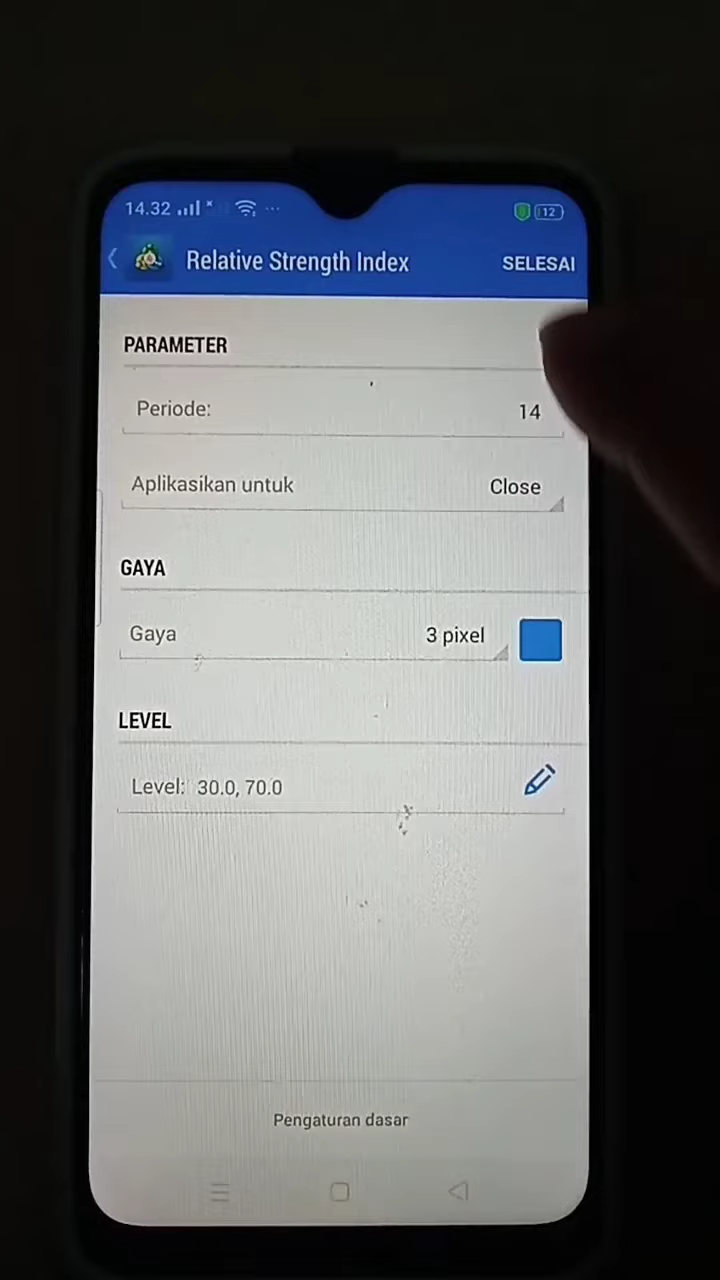 14.32 12
Relative Strength Index SELESAI
PARAMETER
Periode: 14
Aplikasikan untuk Close
GAYA
Gaya 3 pixel
LEVEL
Level: 30.0, 70.0
Pengaturan dasar